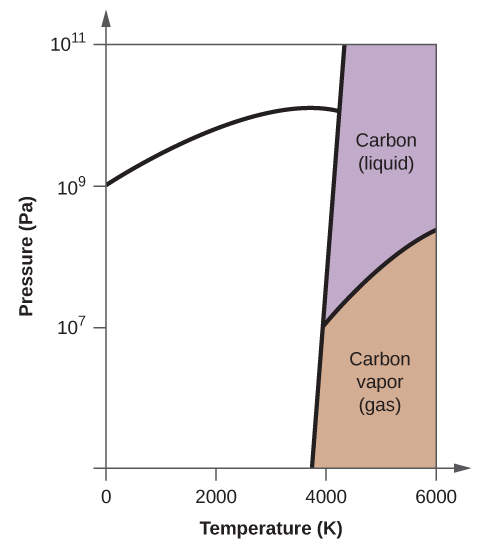 10¹¹
Carbon
(liquid)
10⁹
Pressure (Pa)
10⁷
Carbon
vapor
(gas)
0 2000 4000 6000
Temperature (K)